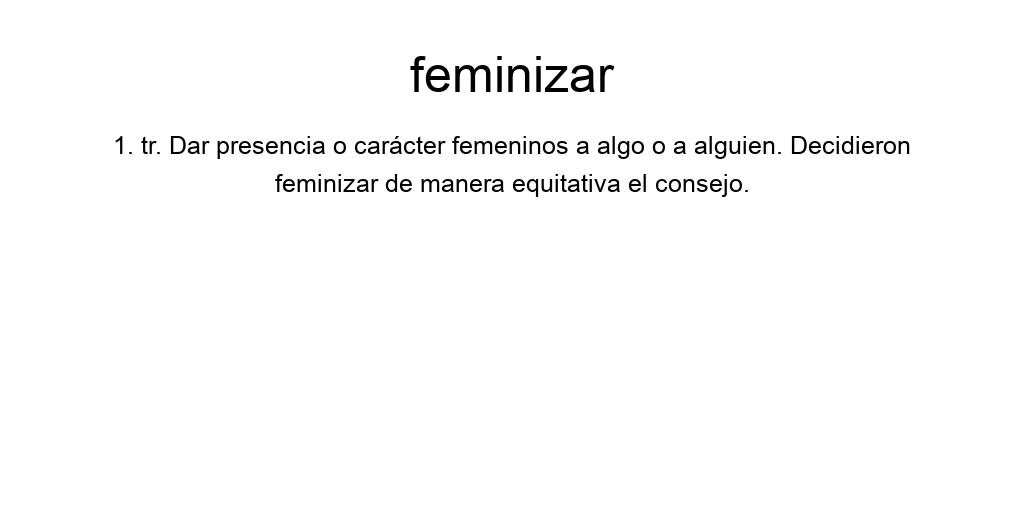 feminizar
1. tr. Dar presencia o carácter femeninos a algo o a alguien. Decidieron
feminizar de manera equitativa el consejo.